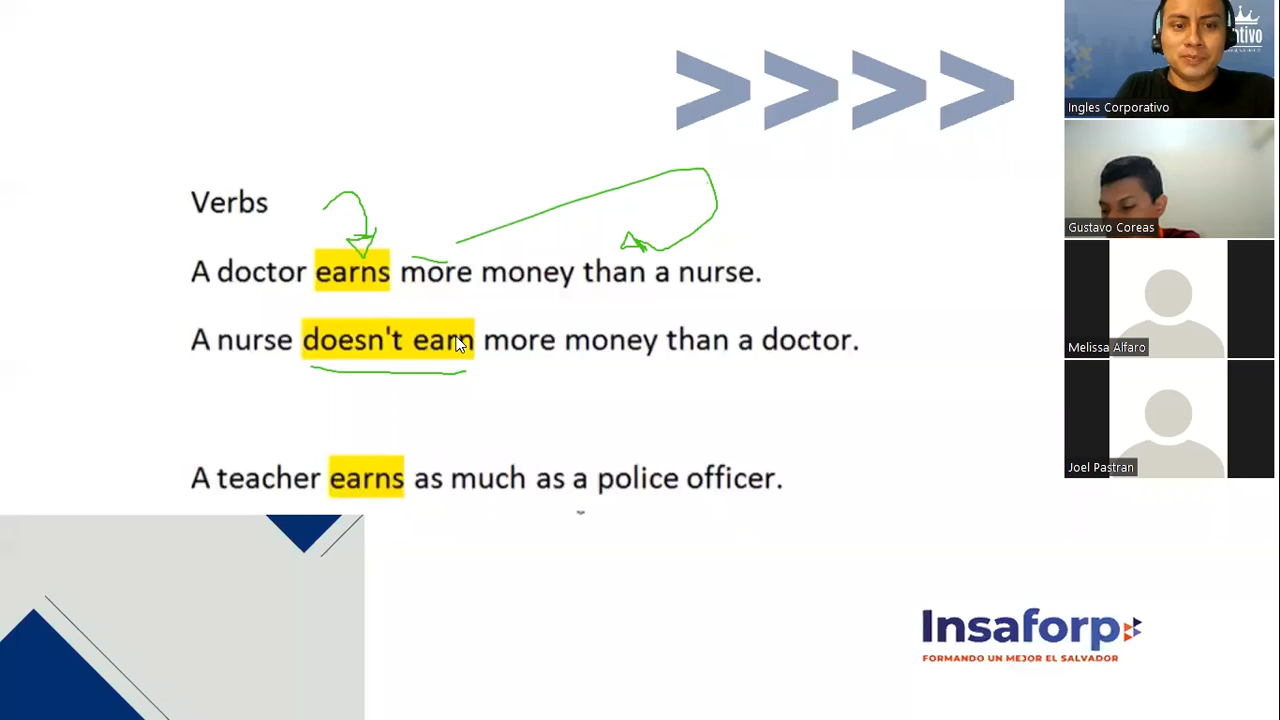 Verbs
A doctor earns more money than a nurse.
A nurse doesn't earn more money than a doctor.
A teacher earns as much as a police officer.
Insaforp
FORMANDO UN MEJOR EL SALVADOR
Ingles Corporativo
Gustavo Coreas
Melissa Alfaro
Joel Pastran